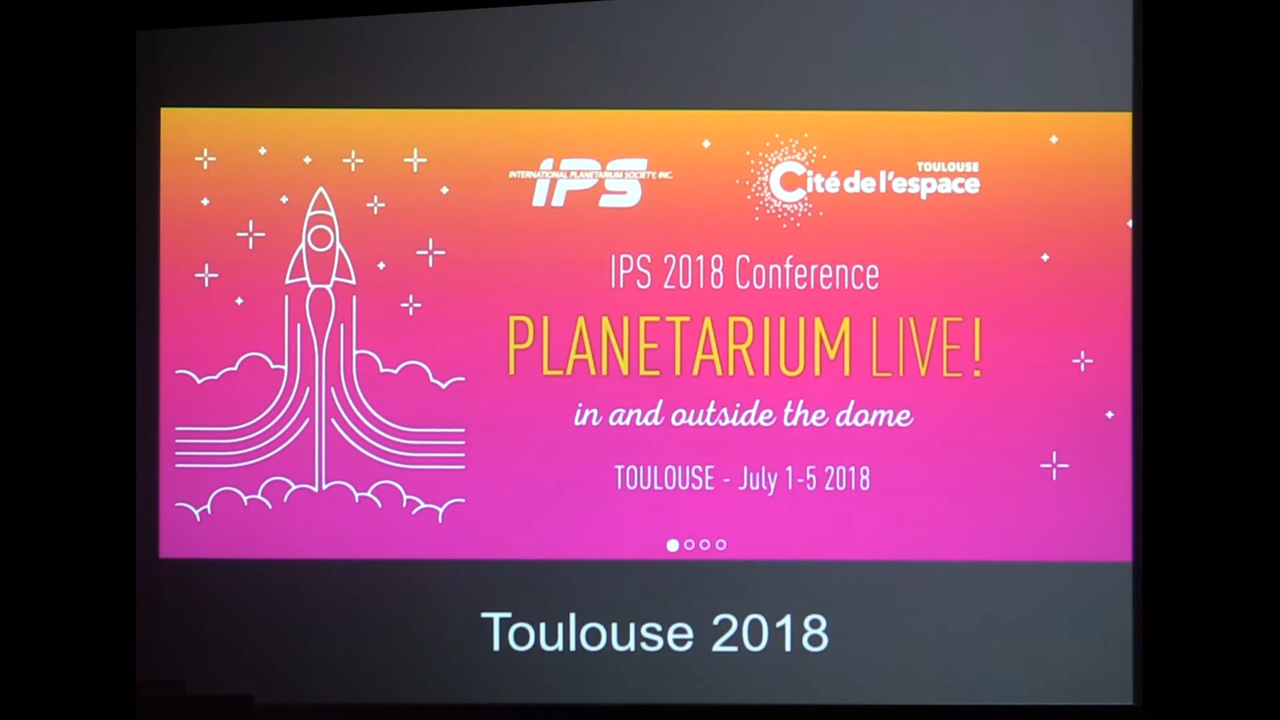 INTERNATIONAL PLANETARIUM SOCIETY, INC.
IPS
TOULOUSE
Cité de l'espace
IPS 2018 Conference
PLANETARIUM LIVE!
in and outside the dome
TOULOUSE - July 1-5 2018
Toulouse 2018